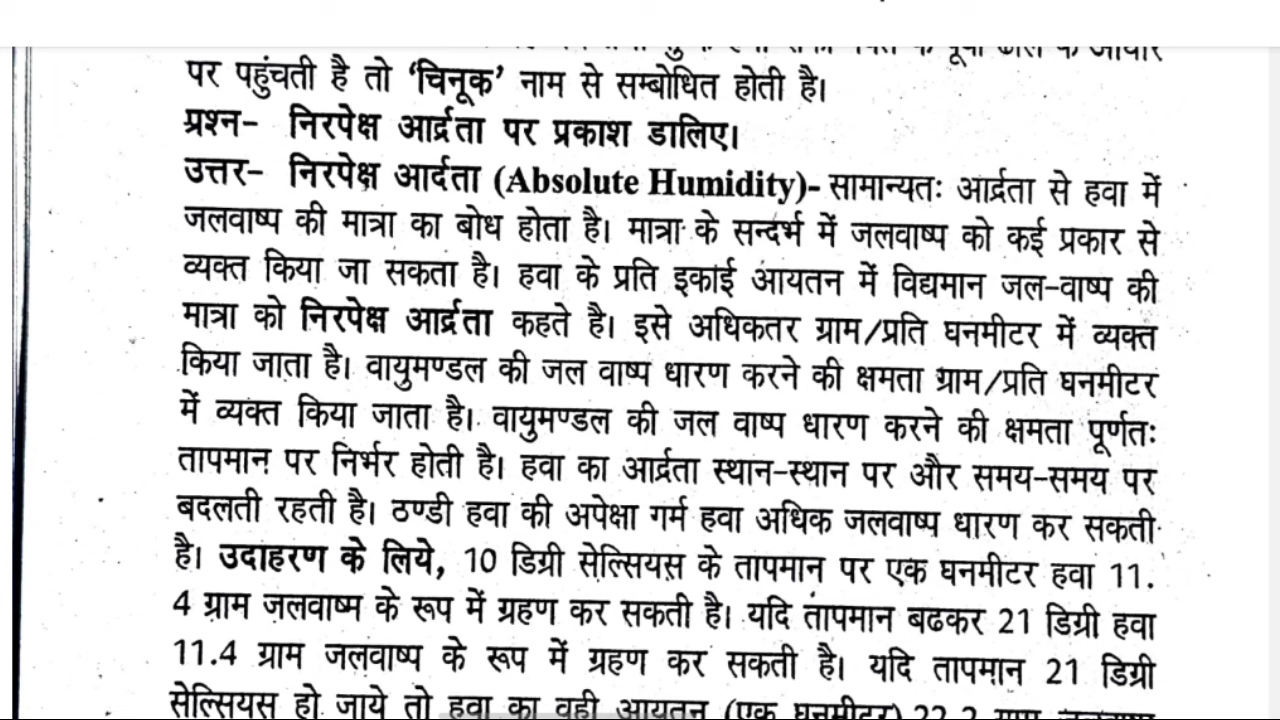 पर पहुंचती है तो ‘चिनूक’ नाम से सम्बोधित होती है।
प्रश्न– निरपेक्ष आर्द्रता पर प्रकाश डालिए।
उत्तर– निरपेक्ष आर्दता (Absolute Humidity)- सामान्यतः आर्द्रता से हवा में
जलवाष्प की मात्रा का बोध होता है। मात्रा के सन्दर्भ में जलवाष्प को कई प्रकार से
व्यक्त किया जा सकता है। हवा के प्रति इकाई आयतन में विद्यमान जल–वाष्प की
मात्रा को निरपेक्ष आर्द्रता कहते है। इसे अधिकतर ग्राम/प्रति घनमीटर में व्यक्त
किया जाता है। वायुमण्डल की जल वाष्प धारण करने की क्षमता ग्राम/प्रति घनमीटर
में व्यक्त किया जाता है। वायुमण्डल की जल वाष्प धारण करने की क्षमता पूर्णतः
तापमान पर निर्भर होती है। हवा का आर्द्रता स्थान–स्थान पर और समय–समय पर
बदलती रहती है। ठण्डी हवा की अपेक्षा गर्म हवा अधिक जलवाष्प धारण कर सकती
है। उदाहरण के लिये, 10 डिग्री सेल्सियस के तापमान पर एक घनमीटर हवा 11.
4 ग्राम जलवाष्म के रूप में ग्रहण कर सकती है। यदि तापमान बढकर 21 डिग्री हवा
11.4 ग्राम जलवाष्प के रूप में ग्रहण कर सकती है। यदि तापमान 21 डिग्री
सेल्सियस हो जाये तो हवा का वही आयतन (एक घनमीटर) 22.2 ग्राम जलवाष्प